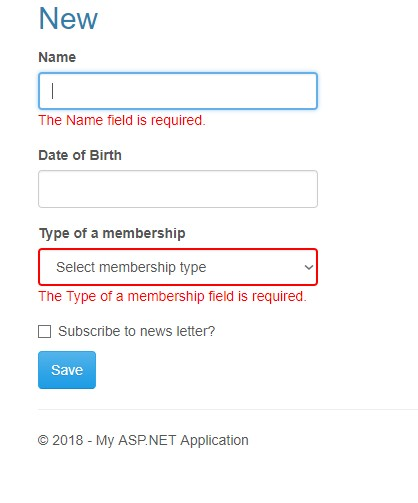 New
Name
The Name field is required.
Date of Birth
Type of a membership
Select membership type
The Type of a membership field is required.
Subscribe to news letter?
Save
© 2018 - My ASP.NET Application